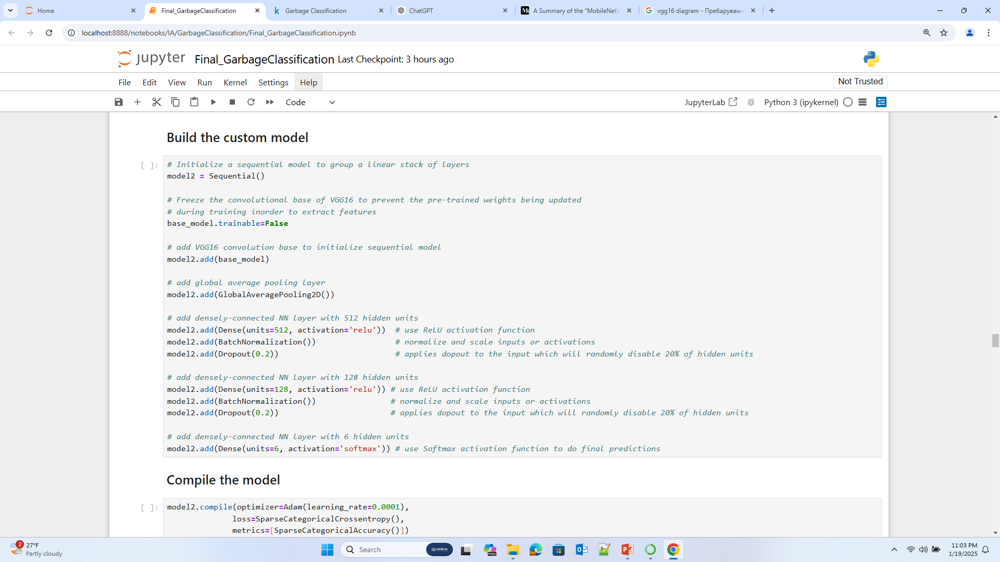 Home
Final_GarbageClassification
Garbage Classification
ChatGPT
A Summary of the “MobileNetV
vgg16 diagram - Пребарување
localhost:8888/notebooks/IA/GarbageClassification/Final_GarbageClassification.ipynb
jupyter Final_GarbageClassification Last Checkpoint: 3 hours ago
File Edit View Run Kernel Settings Help
Not Trusted
Code
JupyterLab
Python 3 (ipykernel)
Build the custom model
[ ]:
# Initialize a sequential model to group a linear stack of layers
model2 = Sequential()
# Freeze the convolutional base of VGG16 to prevent the pre-trained weights being updated
# during training inorder to extract features
base_model.trainable=False
# add VGG16 convolution base to initialize sequential model
model2.add(base_model)
# add global average pooling layer
model2.add(GlobalAveragePooling2D())
# add densely-connected NN layer with 512 hidden units
model2.add(Dense(units=512, activation='relu')) # use ReLU activation function
model2.add(BatchNormalization()) # normalize and scale inputs or activations
model2.add(Dropout(0.2)) # applies dopout to the input which will randomly disable 20% of hidden units
# add densely-connected NN layer with 128 hidden units
model2.add(Dense(units=128, activation='relu')) # use ReLU activation function
model2.add(BatchNormalization()) # normalize and scale inputs or activations
model2.add(Dropout(0.2)) # applies dopout to the input which will randomly disable 20% of hidden units
# add densely-connected NN layer with 6 hidden units
model2.add(Dense(units=6, activation='softmax')) # use Softmax activation function to do final predictions
Compile the model
[ ]:
model2.compile(optimizer=Adam(learning_rate=0.0001),
loss=SparseCategoricalCrossentropy(),
metrics=[SparseCategoricalAccuracy()])
2
27°F
Partly cloudy
Search
11:03 PM
1/19/2025